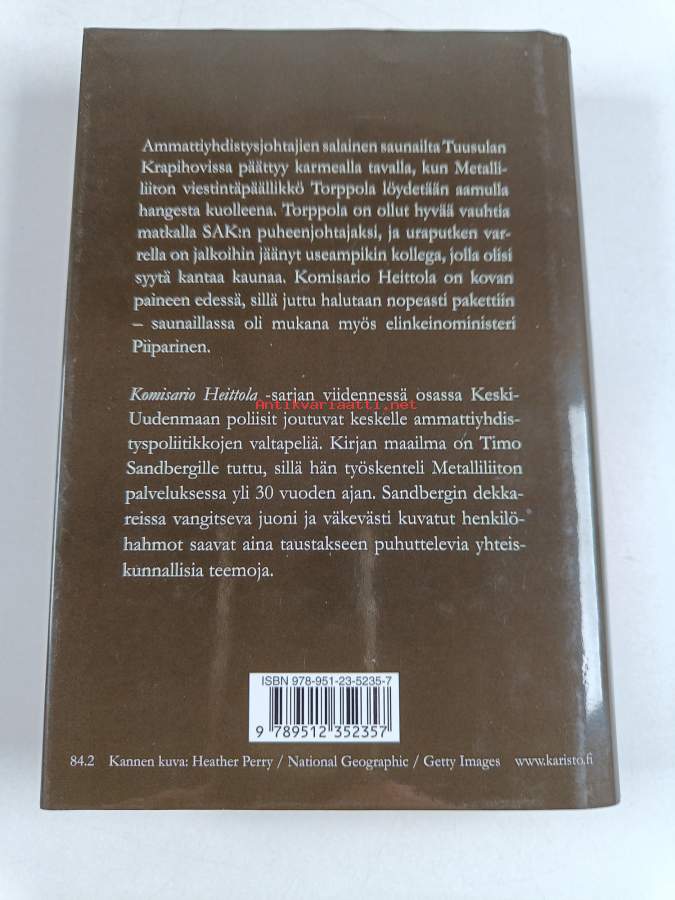 Ammattiyhdistysjohtajien salainen saunailta Tuusulan
Krapihovissa päättyy karmealla tavalla, kun Metalli-
liiton viestintäpäällikkö Torppola löydetään aamulla
hangesta kuolleena. Torppola on ollut hyvää vauhtia
matkalla SAK:n puheenjohtajaksi, ja uraputken var-
rella on jalkoihin jäänyt useampikin kollega, jolla olisi
syytä kantaa kaunaa. Komisario Heittola on kovan
paineen edessä, sillä juttu halutaan nopeasti pakettiin
– saunaillassa oli mukana myös elinkeinoministeri
Piiparinen.
Komisario Heittola -sarjan viidennessä osassa Keski-
Antikvariaatti.net
Uudenmaan poliisit joutuvat keskelle ammattiyhdis-
tyspoliitikkojen valtapeliä. Kirjan maailma on Timo
Sandbergille tuttu, sillä hän työskenteli Metalliliiton
palveluksessa yli 30 vuoden ajan. Sandbergin dekka-
reissa vangitseva juoni ja väkevästi kuvatut henkilö-
hahmot saavat aina taustakseen puhuttelevia yhteis-
kunnallisia teemoja.
ISBN 978-951-23-5235-7
9 789512 352357
84.2 Kannen kuva: Heather Perry / National Geographic / Getty Images www.karisto.fi